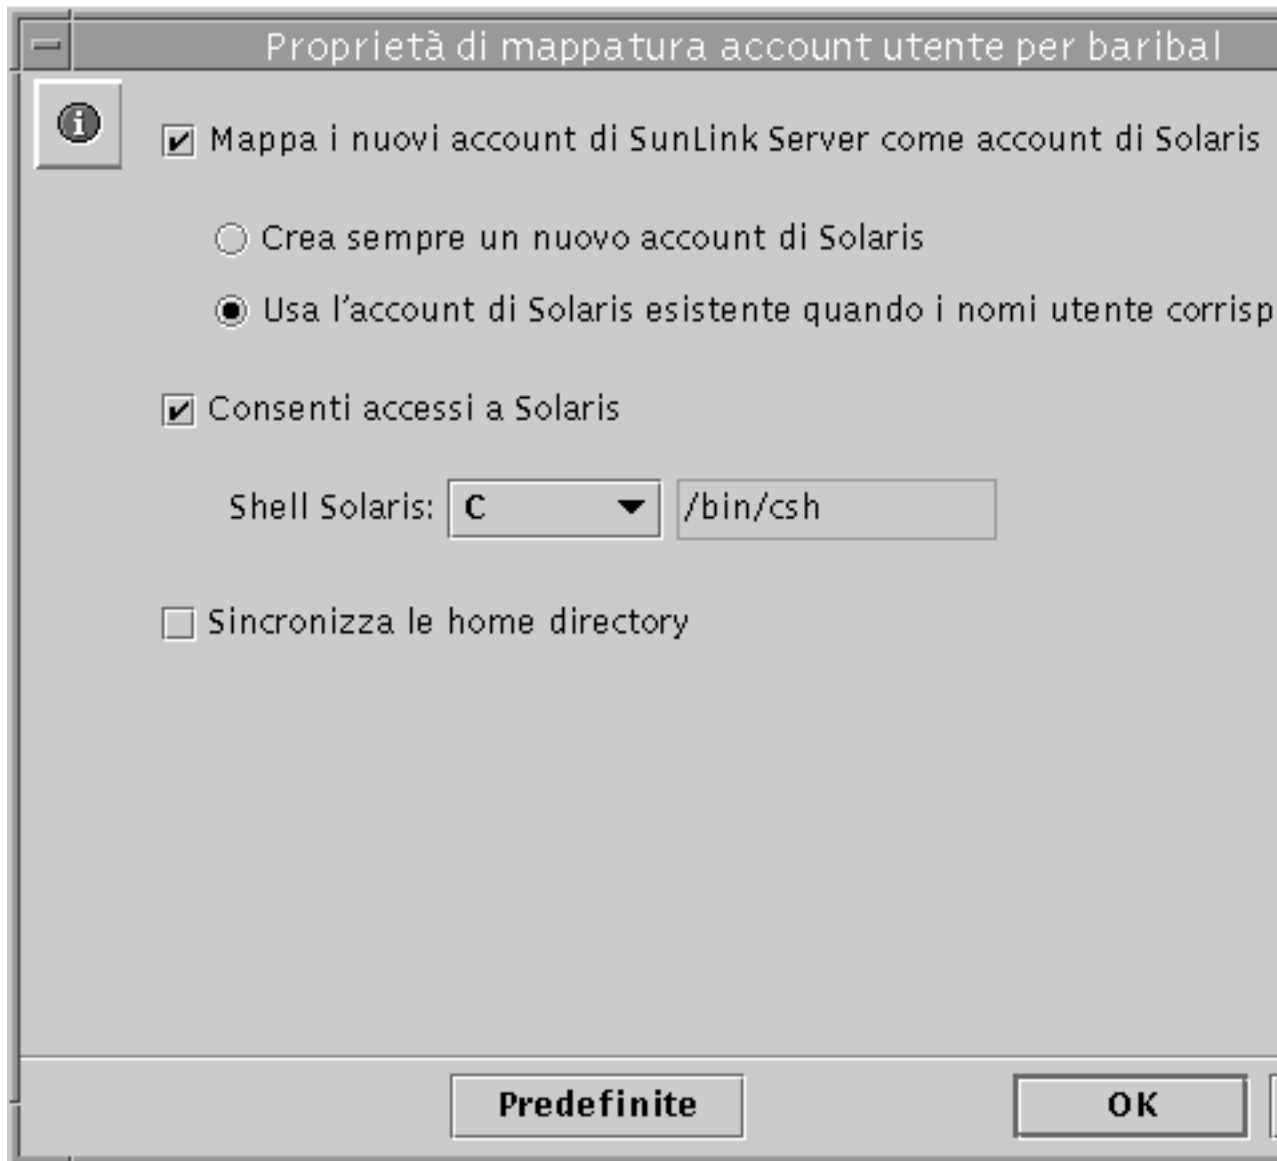 Proprietà di mappatura account utente per baribal
Mappa i nuovi account di SunLink Server come account di Solaris
Crea sempre un nuovo account di Solaris
Usa l'account di Solaris esistente quando i nomi utente corrisp
Consenti accessi a Solaris
Shell Solaris: C /bin/csh
Sincronizza le home directory
Predefinite OK